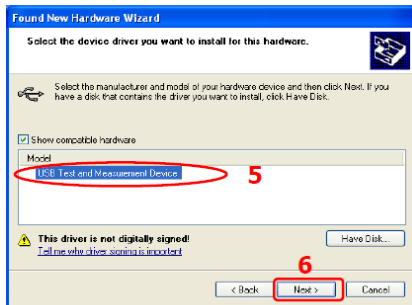 Found New Hardware Wizard
Select the device driver you want to install for this hardware.
Select the manufacturer and model of your hardware device and then click Next. If you
have a disk that contains the driver you want to install, click Have Disk.
Show compatible hardware
Model
USB Test and Measurement Device
5
This driver is not digitally signed!
Tell me why driver signing is important
Have Disk...
6
< Back
Next >
Cancel